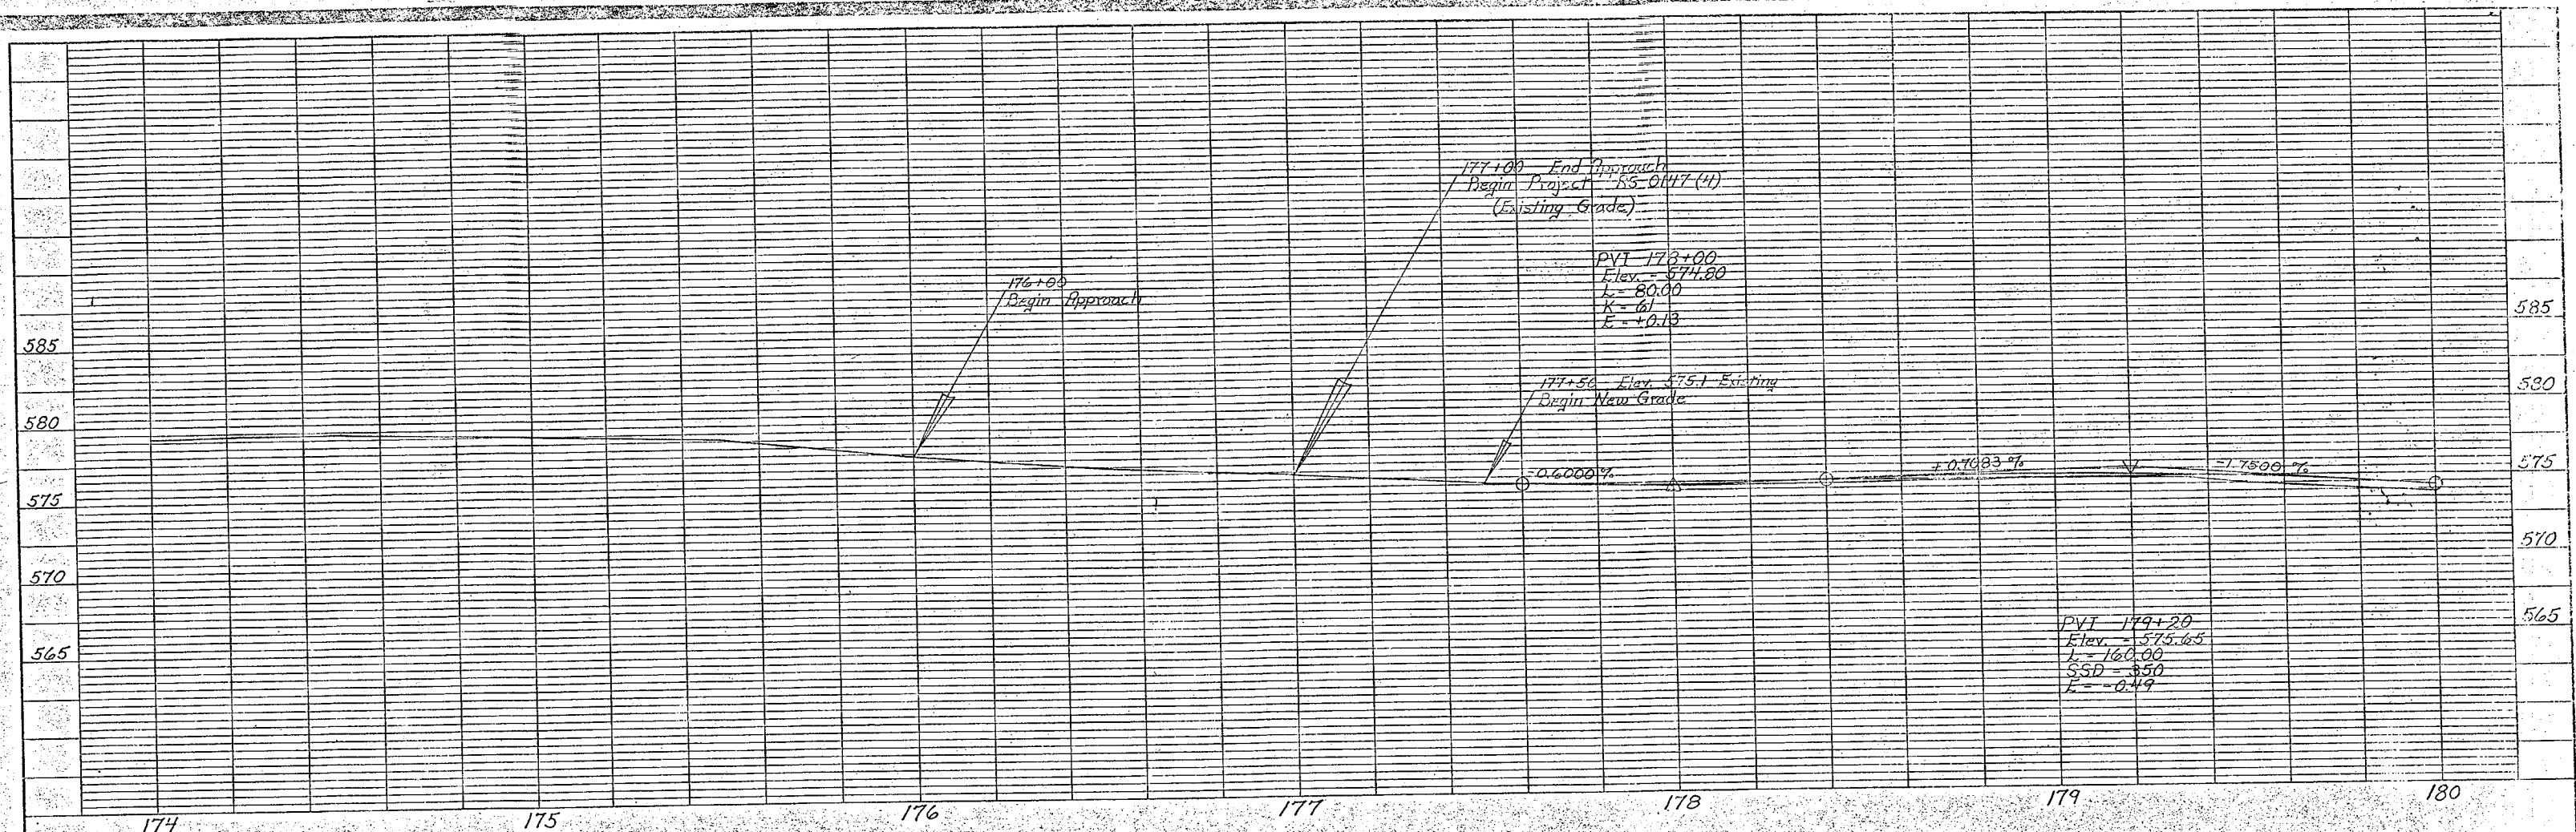 177+00 End Approach
Begin Project RS-0147(4)
(Existing Grade)
PVI 178+00
Elev. = 574.80
L = 80.00
K = 61
E = +0.13
176+00
Begin Approach
585
585
177+50 Elev. 575.1 Existing
Begin New Grade
580
580
-0.6000 %
+0.7083 %
-1.7500 %
575
575
570
570
PVI 179+20
Elev. = 575.65
L = 160.00
SSD = 350
E = -0.49
565
565
174
175
176
177
178
179
180